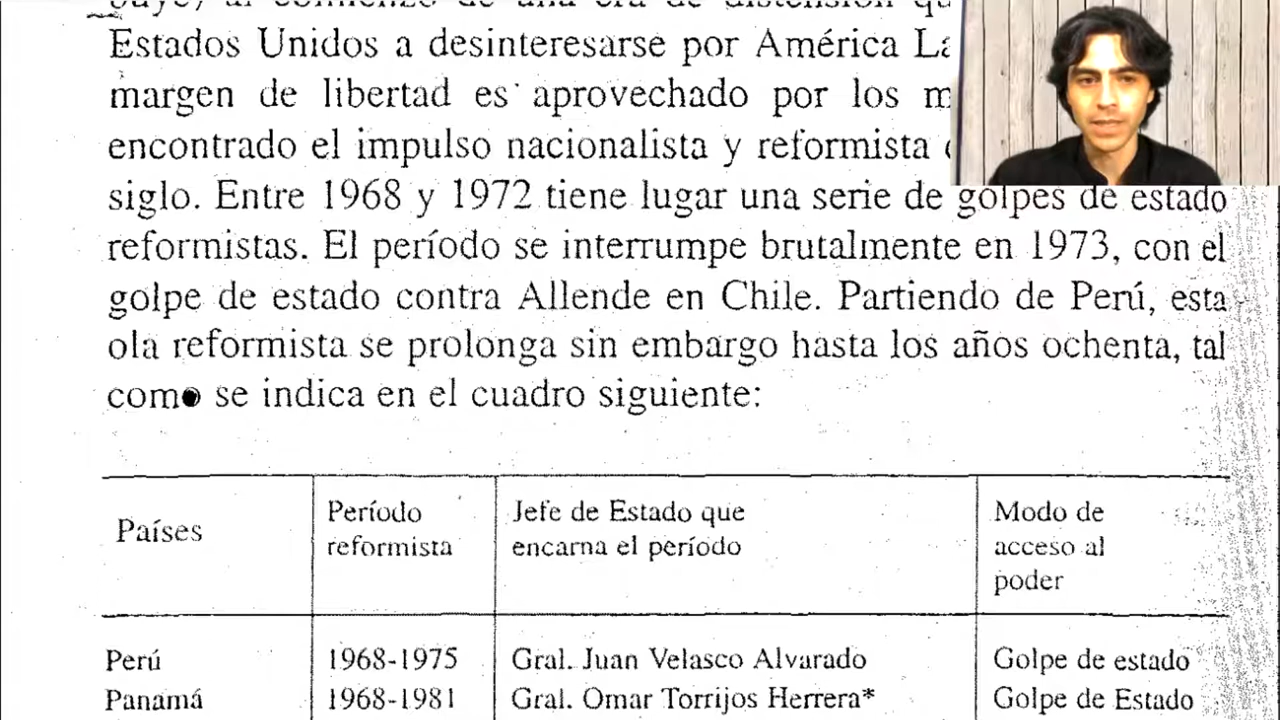 Estados Unidos a desinteresarse por América
margen de libertad es aprovechado por los
encontrado el impulso nacionalista y reformista
siglo. Entre 1968 y 1972 tiene lugar una serie de golpes de estado
reformistas. El período se interrumpe brutalmente en 1973, con el
golpe de estado contra Allende en Chile. Partiendo de Perú, esta
ola reformista se prolonga sin embargo hasta los años ochenta, tal
como se indica en el cuadro siguiente:
Países
Período
reformista
Jefe de Estado que
encarna el período
Modo de
acceso al
poder
Perú 1968-1975 Gral. Juan Velasco Alvarado Golpe de estado
Panamá 1968-1981 Gral. Omar Torrijos Herrera* Golpe de Estado